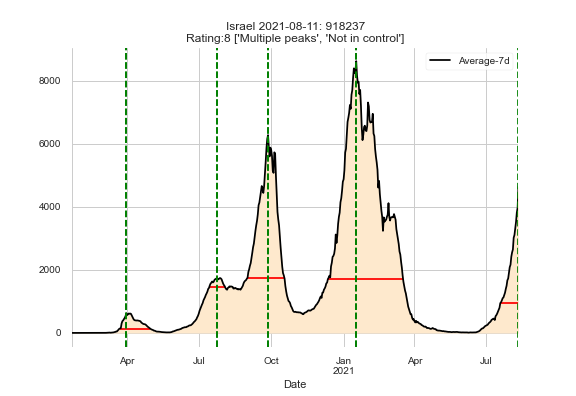 Israel 2021-08-11: 918237
Rating:8 ['Multiple peaks', 'Not in control']
Average-7d
8000
6000
4000
2000
0
Apr
Jul
Oct
Jan
2021
Apr
Jul
Date